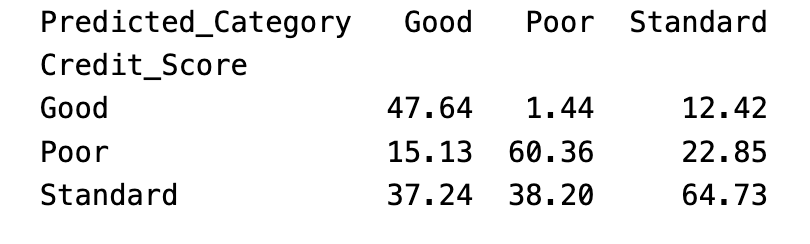 Predicted_Category Good Poor Standard
Credit_Score
Good 47.64 1.44 12.42
Poor 15.13 60.36 22.85
Standard 37.24 38.20 64.73